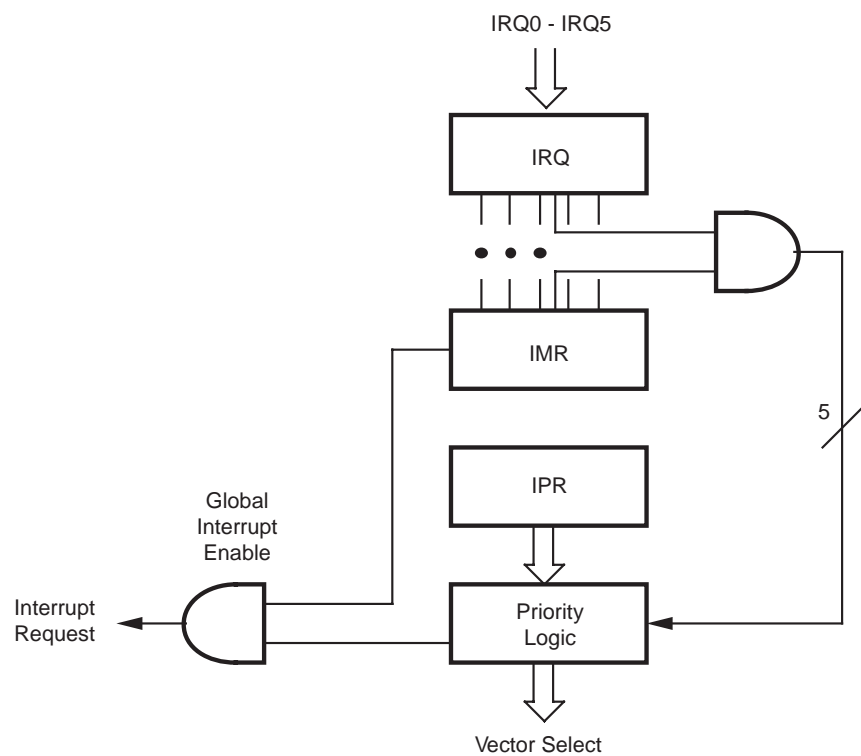 IRQ0 - IRQ5
IRQ
IMR
5
IPR
Global
Interrupt
Enable
Interrupt
Request
Priority
Logic
Vector Select